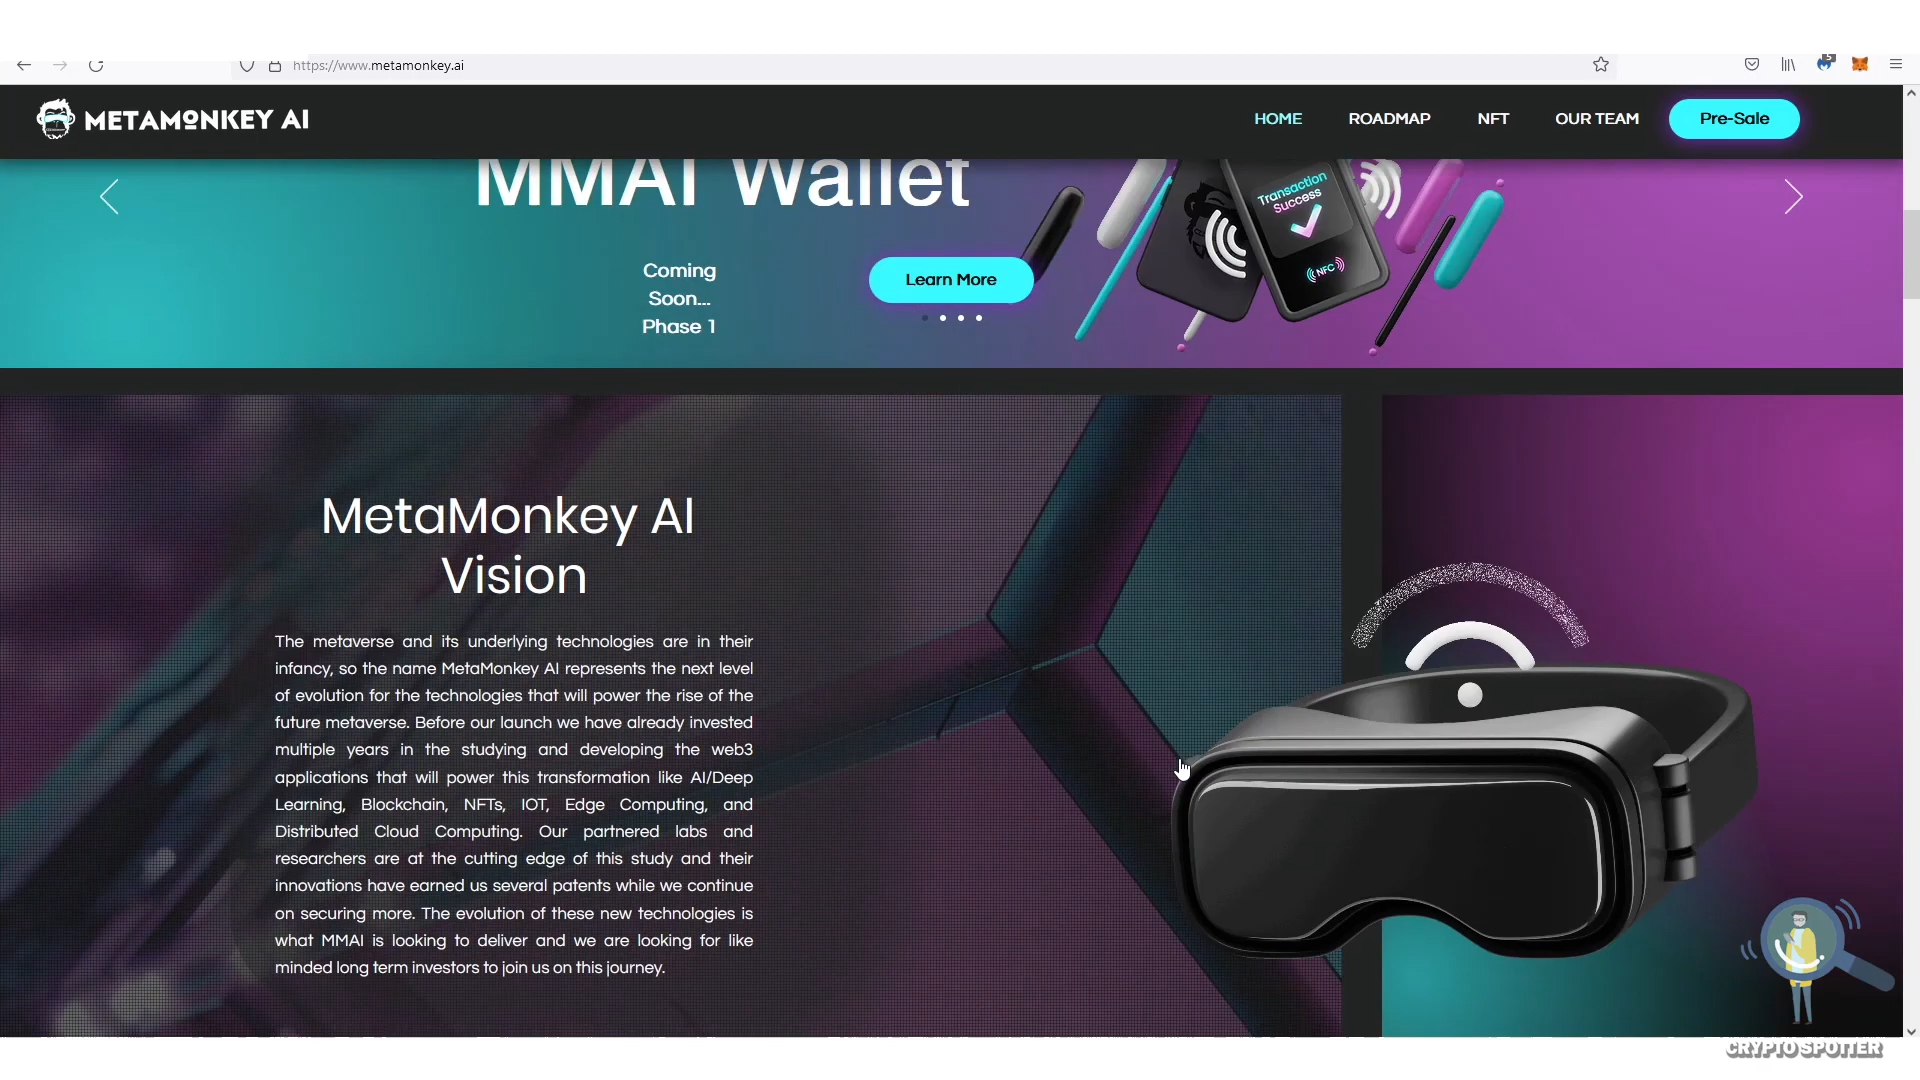 https://www.metamonkey.ai
5
METAMONKEY AI
HOME
ROADMAP
NFT
OUR TEAM
Pre-Sale
MMAI Wallet
Transaction
Success
NFC
Coming
Soon...
Phase 1
Learn More
MetaMonkey AI
Vision
The metaverse and its underlying technologies are in their
infancy, so the name MetaMonkey AI represents the next level
of evolution for the technologies that will power the rise of the
future metaverse. Before our launch we have already invested
multiple years in the studying and developing the web3
applications that will power this transformation like AI/Deep
Learning, Blockchain, NFTs, IOT, Edge Computing, and
Distributed Cloud Computing. Our partnered labs and
researchers are at the cutting edge of this study and their
innovations have earned us several patents while we continue
on securing more. The evolution of these new technologies is
what MMAI is looking to deliver and we are looking for like
minded long term investors to join us on this journey.
CRYPTO SPOTTER